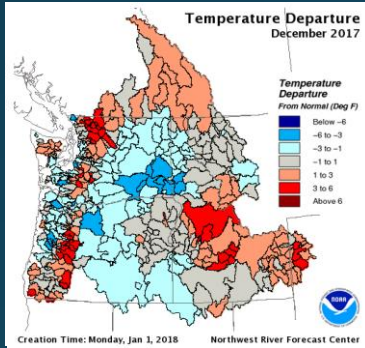 Temperature Departure
December 2017
Temperature
Departure
From Normal (Deg F)
Below -6
-6 to -3
-3 to -1
-1 to 1
1 to 3
3 to 6
Above 6
NOAA
Creation Time: Monday, Jan 1, 2018 Northwest River Forecast Center